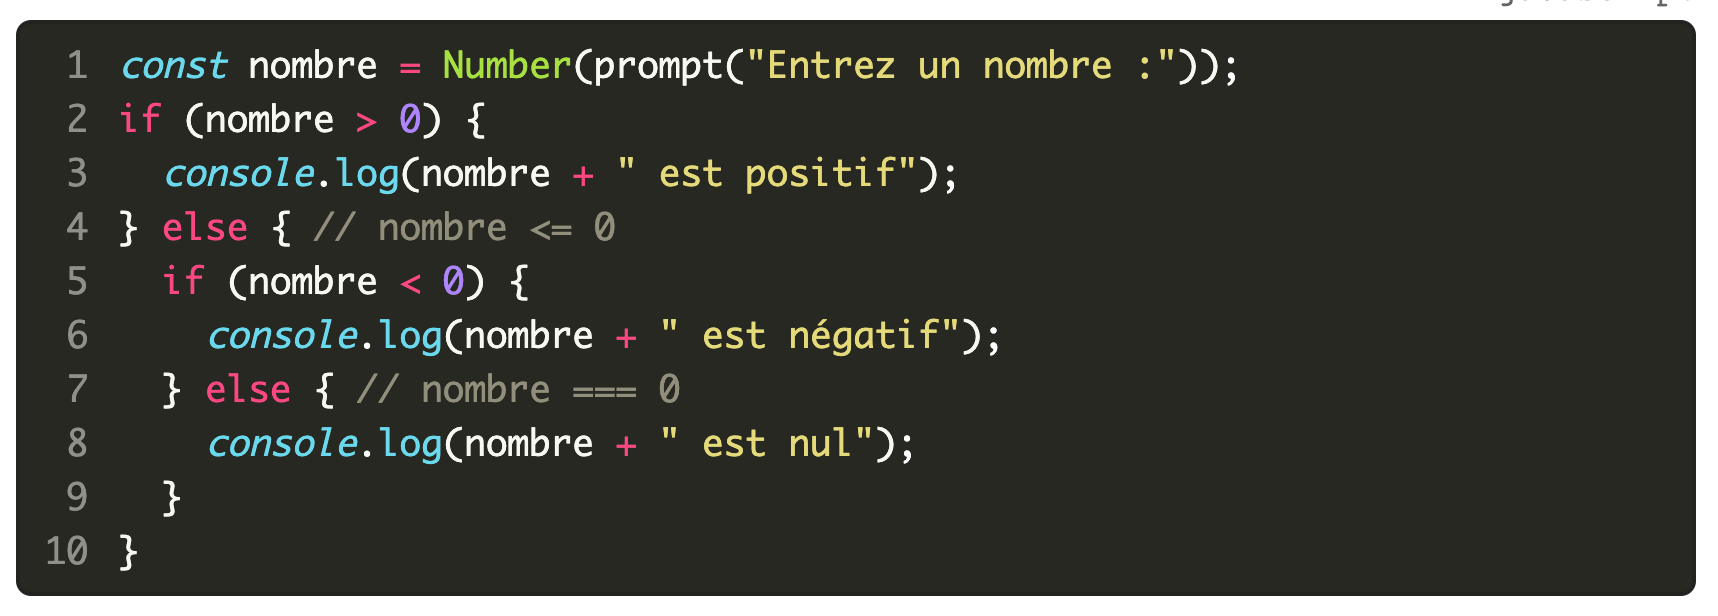 1 const nombre = Number(prompt("Entrez un nombre :"));
2 if (nombre > 0) {
3   console.log(nombre + " est positif");
4 } else { // nombre <= 0
5   if (nombre < 0) {
6     console.log(nombre + " est négatif");
7   } else { // nombre === 0
8     console.log(nombre + " est nul");
9   }
10 }